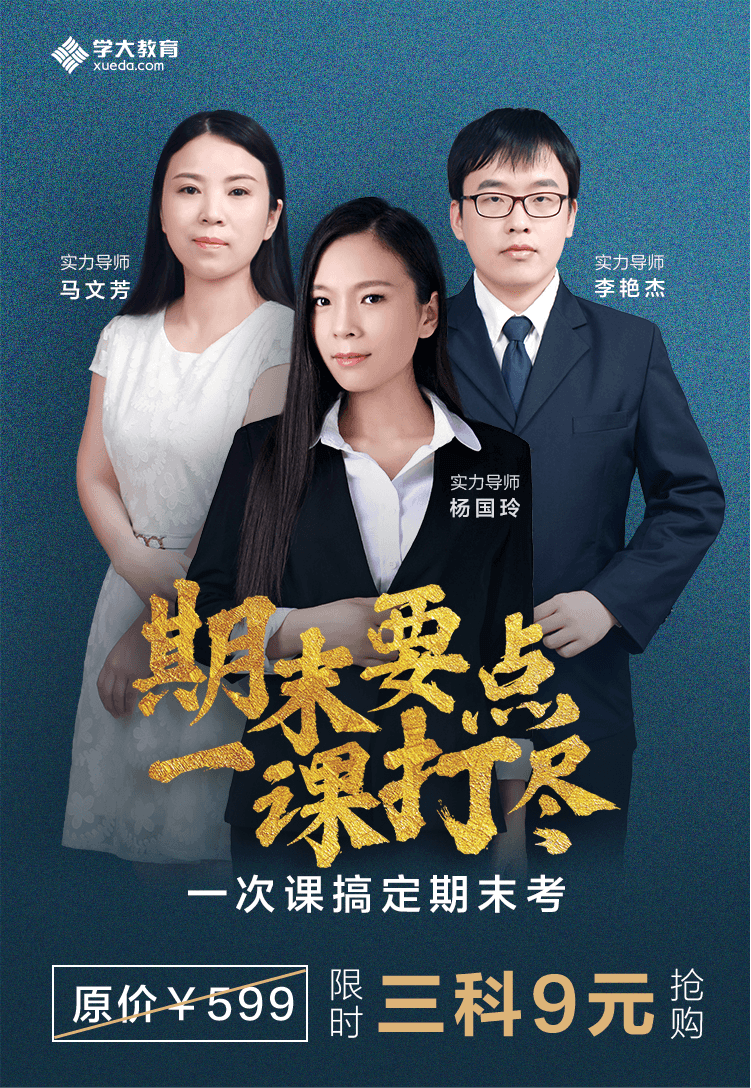 学大教育
xueda.com
实力导师
马文芳
实力导师
李艳杰
实力导师
杨国玲
期末要点
一课打尽
一次课搞定期末考
原价￥599
限时
三科9元
抢购